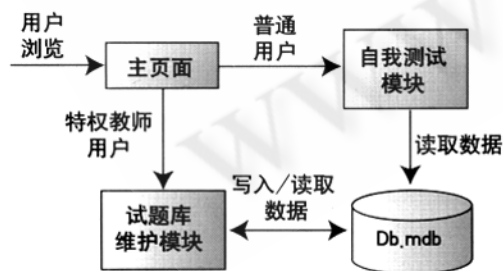 用户
浏览
主页面
普通
用户
自我测试
模块
特权教师
用户
读取数据
试题库
维护模块
写入/读取
数据
Db.mdb